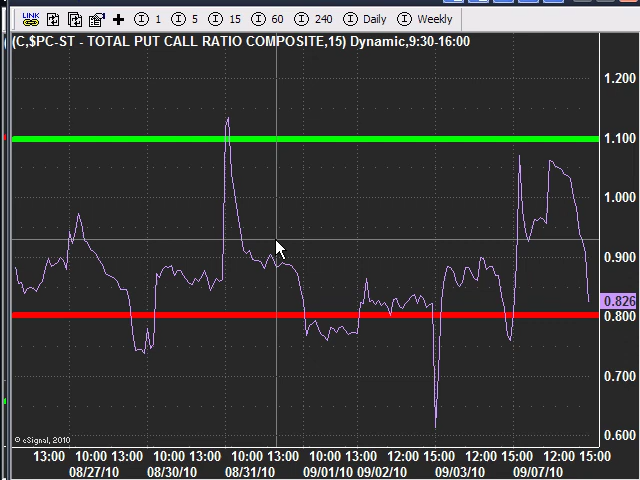 LINK 1 5 15 60 240 Daily Weekly
(C,$PC-ST - TOTAL PUT CALL RATIO COMPOSITE,15) Dynamic,9:30-16:00
1.200
1.100
1.000
0.900
0.826
0.800
0.700
0.600
© eSignal, 2010
13:00 10:00 13:00 10:00 13:00 10:00 13:00 10:00 13:00 10:00 13:00 12:00 15:00 12:00 15:00
08/27/10 08/30/10 08/31/10 09/01/10 09/02/10 09/03/10 09/07/10